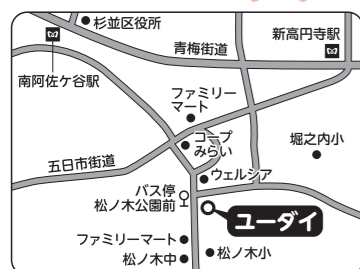 杉並区役所
新高円寺駅
青梅街道
南阿佐ケ谷駅
ファミリー
マート
コープ
みらい
堀之内小
五日市街道
ウェルシア
バス停
松ノ木公園前
ユーダイ
ファミリーマート
松ノ木小
松ノ木中